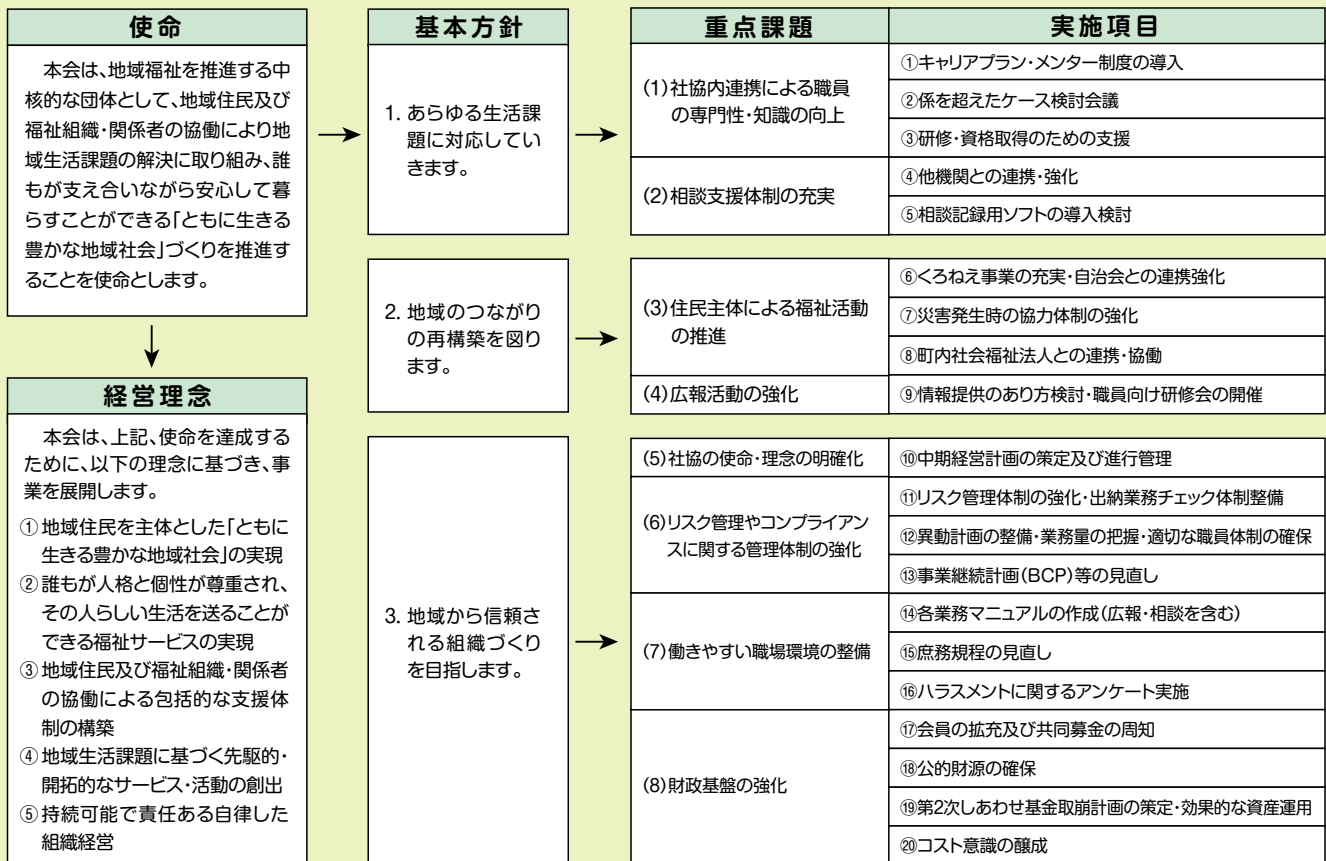 使命
本会は、地域福祉を推進する中
核的な団体として、地域住民及び
福祉組織・関係者の協働により地
域生活課題の解決に取り組み、誰
もが支え合いながら安心して暮
らすことができる「ともに生きる
豊かな地域社会」づくりを推進す
ることを使命とします。
経営理念
本会は、上記、使命を達成する
ために、以下の理念に基づき、事
業を展開します。
①地域住民を主体とした「ともに
生きる豊かな地域社会」の実現
②誰もが人格と個性が尊重され、
その人らしい生活を送ることが
できる福祉サービスの実現
③地域住民及び福祉組織・関係者
の協働による包括的な支援体
制の構築
④地域生活課題に基づく先駆的・
開拓的なサービス・活動の創出
⑤持続可能で責任ある自律した
組織経営
基本方針
1. あらゆる生活課
題に対応してい
きます。
2. 地域のつながり
の再構築を図り
ます。
3. 地域から信頼さ
れる組織づくり
を目指します。
重点課題
実施項目
(1)社協内連携による職員
の専門性・知識の向上
①キャリアプラン・メンター制度の導入
②係を超えたケース検討会議
③研修・資格取得のための支援
(2)相談支援体制の充実
④他機関との連携・強化
⑤相談記録用ソフトの導入検討
(3)住民主体による福祉活動
の推進
⑥くろねえ事業の充実・自治会との連携強化
⑦災害発生時の協力体制の強化
⑧町内社会福祉法人との連携・協働
(4)広報活動の強化
⑨情報提供のあり方検討・職員向け研修会の開催
(5)社協の使命・理念の明確化
⑩中期経営計画の策定及び進行管理
(6)リスク管理やコンプライアン
スに関する管理体制の強化
⑪リスク管理体制の強化・出納業務チェック体制整備
⑫異動計画の整備・業務量の把握・適切な職員体制の確保
⑬事業継続計画(BCP)等の見直し
(7)働きやすい職場環境の整備
⑭各業務マニュアルの作成(広報・相談を含む)
⑮庶務規程の見直し
⑯ハラスメントに関するアンケート実施
(8)財政基盤の強化
⑰会員の拡充及び共同募金の周知
⑱公的財源の確保
⑲第2次しあわせ基金取崩計画の策定・効果的な資産運用
⑳コスト意識の醸成